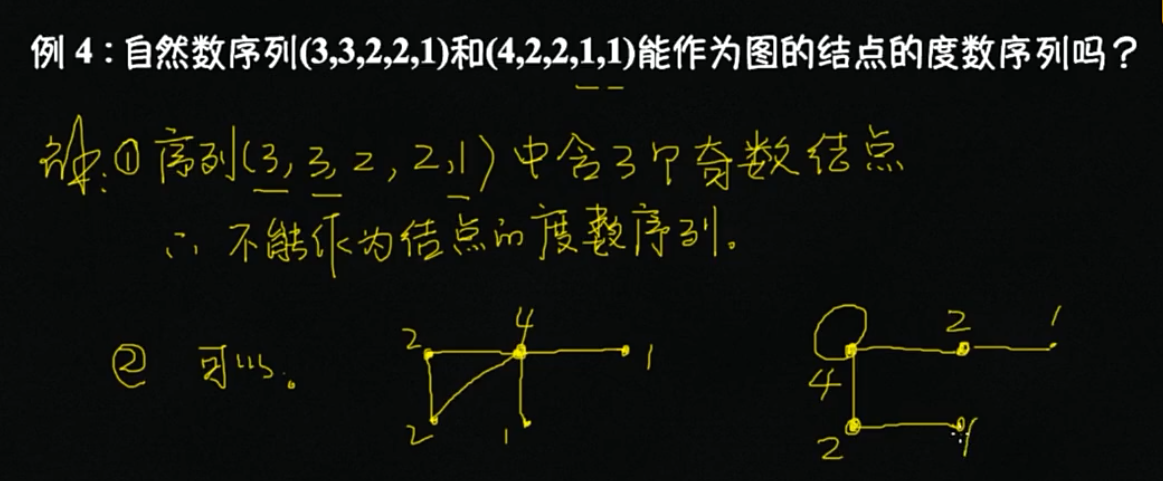 例 4：自然数序列(3,3,2,2,1)和(4,2,2,1,1)能作为图的结点的度数序列吗？
解:①序列(3,3,2,2,1)中含3个奇数结点
∴不能作为结点的度数序列。
② 可以。
2 4 1
2 1
2 1
4
2 1